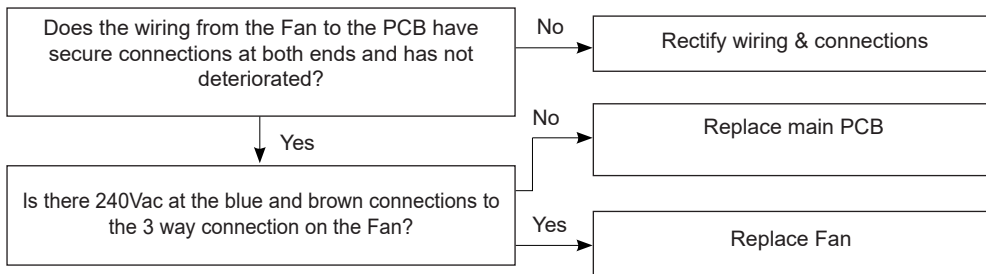 Does the wiring from the Fan to the PCB have
secure connections at both ends and has not
deteriorated?
No
Rectify wiring & connections
Yes
No
Replace main PCB
Is there 240Vac at the blue and brown connections to
the 3 way connection on the Fan?
Yes
Replace Fan